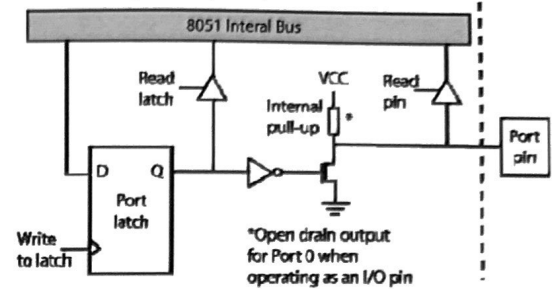 8051 Interal Bus
Read
latch
VCC
Internal
pull-up
*
Read
pin
Port
pin
D
Q
Port
latch
Write
to latch
*Open drain output
for Port 0 when
operating as an I/O pin